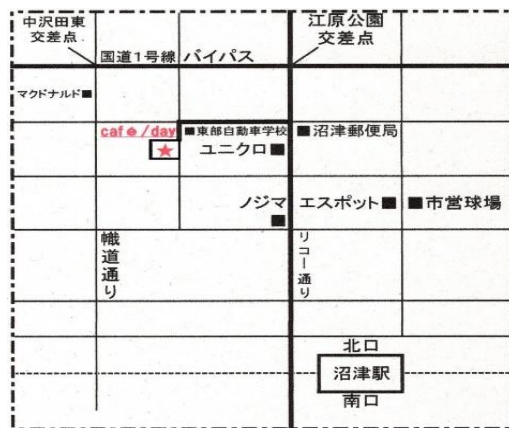 中沢田東
交差点
江原公園
交差点
国道1号線 バイパス
マクドナルド■
café/day
■東部自動車学校
■沼津郵便局
★
ユニクロ■
ノジマ
■
エスポット■
■市営球場
幟道通り
リコー通り
北口
沼津駅
南口